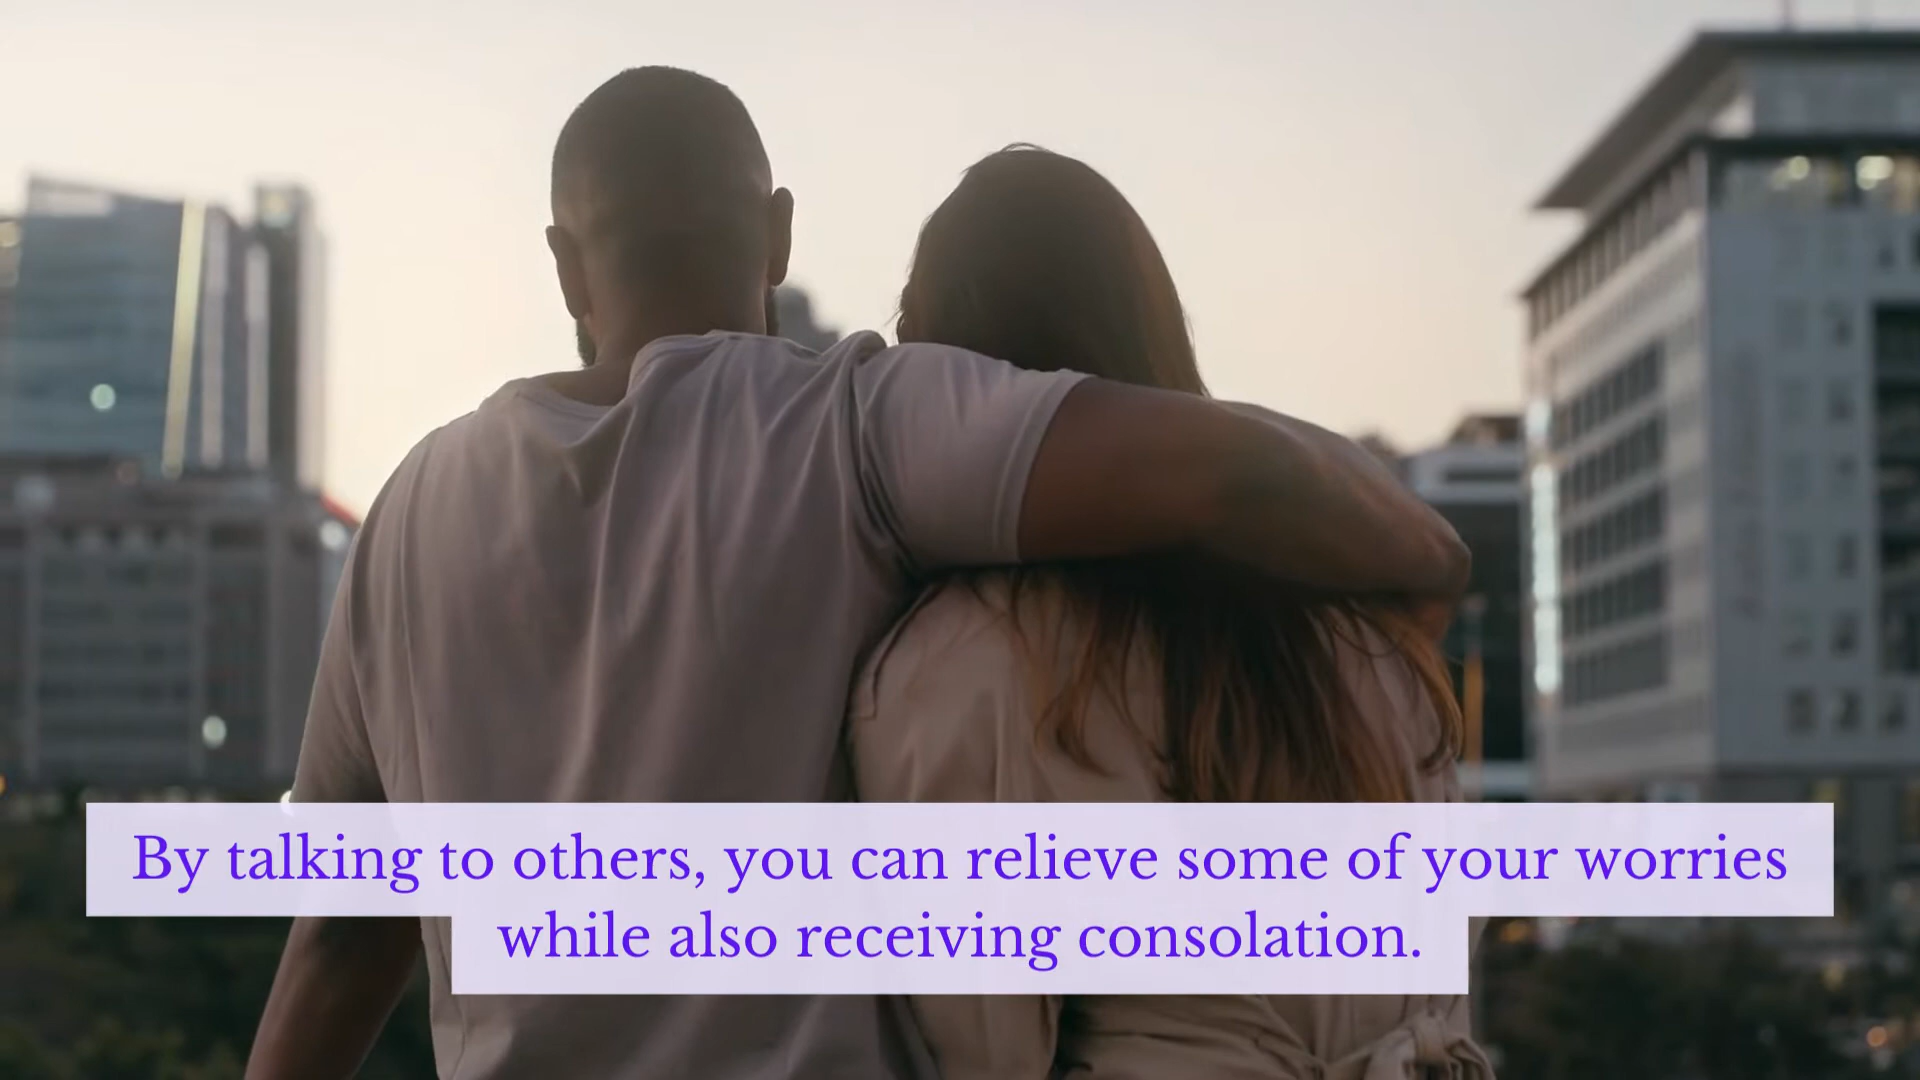 By talking to others, you can relieve some of your worries
while also receiving consolation.